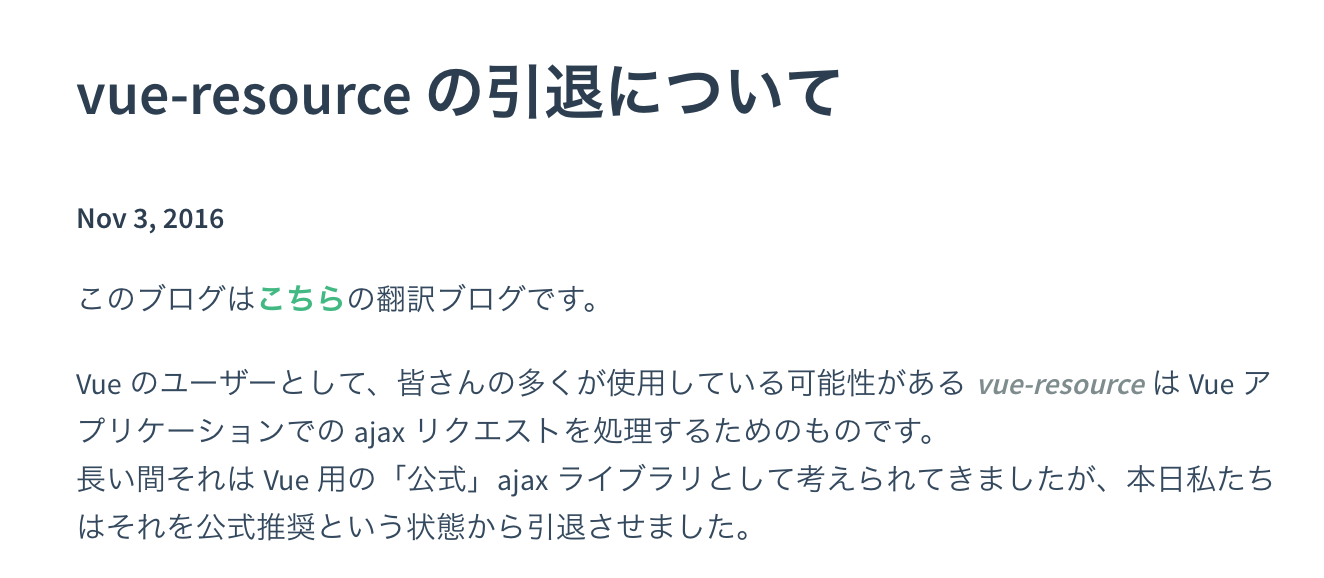 vue-resource の引退について
Nov 3, 2016
このブログはこちらの翻訳ブログです。
Vue のユーザーとして、皆さんの多くが使用している可能性がある vue-resource は Vue ア
プリケーションでの ajax リクエストを処理するためのものです。
長い間それは Vue 用の「公式」ajax ライブラリとして考えられてきましたが、本日私たち
はそれを公式推奨という状態から引退させました。